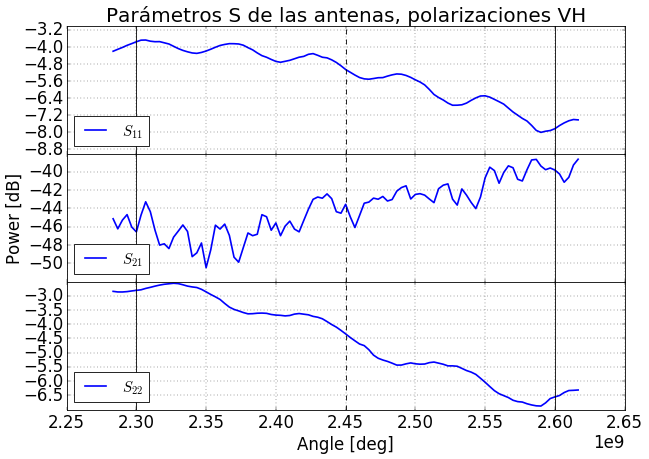 Parámetros S de las antenas, polarizaciones VH
−3.2
−4.0
−4.8
−5.6
−6.4
−7.2
−8.0
−8.8
S11
−40
−42
−44
−46
−48
−50
S21
Power [dB]
−3.0
−3.5
−4.0
−4.5
−5.0
−5.5
−6.0
−6.5
S22
2.25 2.30 2.35 2.40 2.45 2.50 2.55 2.60 2.65
Angle [deg]
1e9